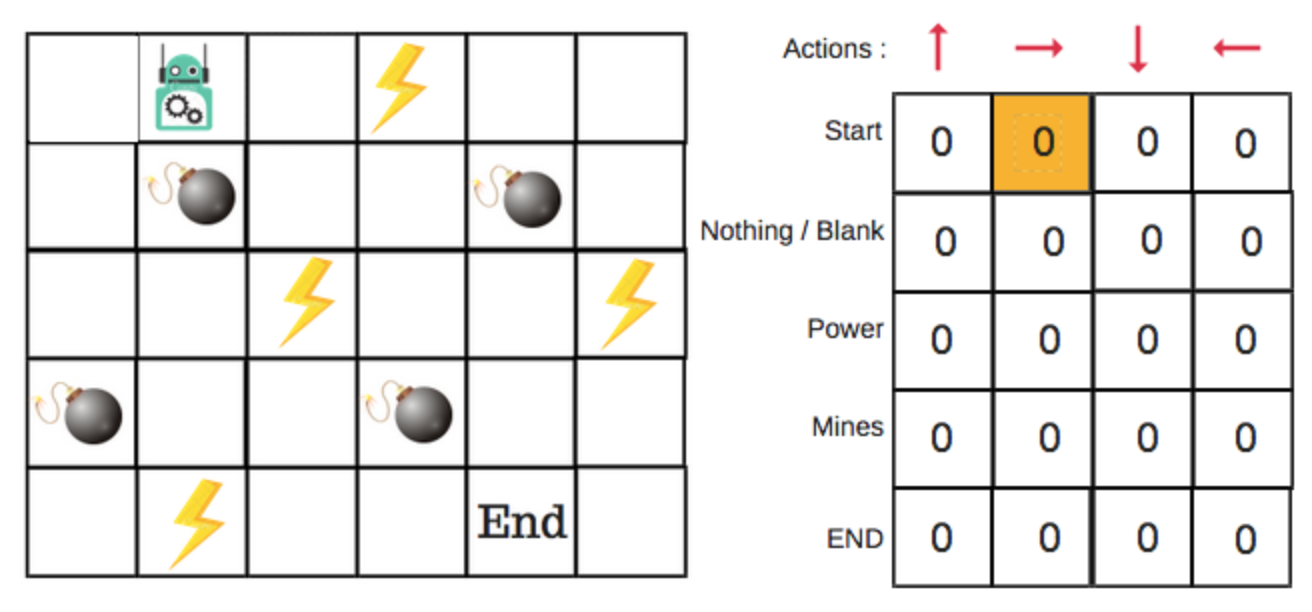 Actions : ↑ → ↓ ←
Start 0 0 0 0
Nothing / Blank 0 0 0 0
Power 0 0 0 0
Mines 0 0 0 0
END 0 0 0 0
End